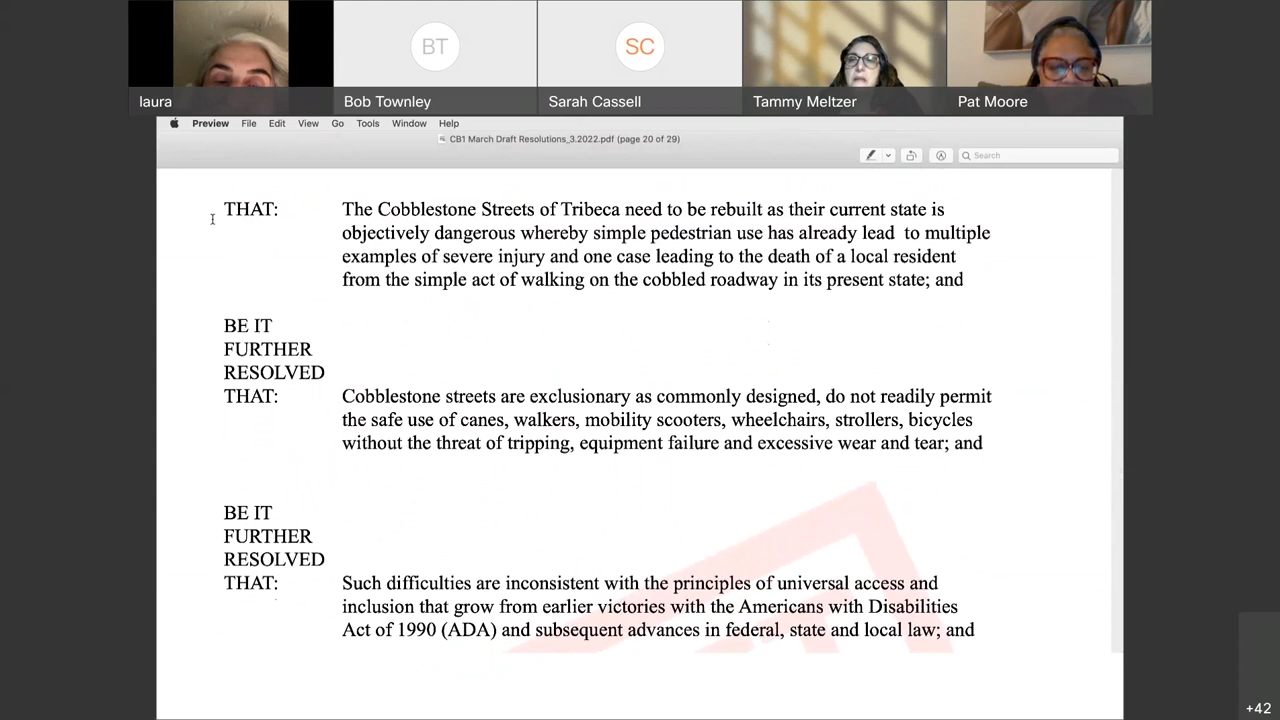 BT
SC
laura
Bob Townley
Sarah Cassell
Tammy Meltzer
Pat Moore
Preview File Edit View Go Tools Window Help
CB1 March Draft Resolutions_3.2022.pdf (page 20 of 29)
Search
THAT: The Cobblestone Streets of Tribeca need to be rebuilt as their current state is
objectively dangerous whereby simple pedestrian use has already lead to multiple
examples of severe injury and one case leading to the death of a local resident
from the simple act of walking on the cobbled roadway in its present state; and
BE IT
FURTHER
RESOLVED
THAT: Cobblestone streets are exclusionary as commonly designed, do not readily permit
the safe use of canes, walkers, mobility scooters, wheelchairs, strollers, bicycles
without the threat of tripping, equipment failure and excessive wear and tear; and
BE IT
FURTHER
RESOLVED
THAT: Such difficulties are inconsistent with the principles of universal access and
inclusion that grow from earlier victories with the Americans with Disabilities
Act of 1990 (ADA) and subsequent advances in federal, state and local law; and
+42